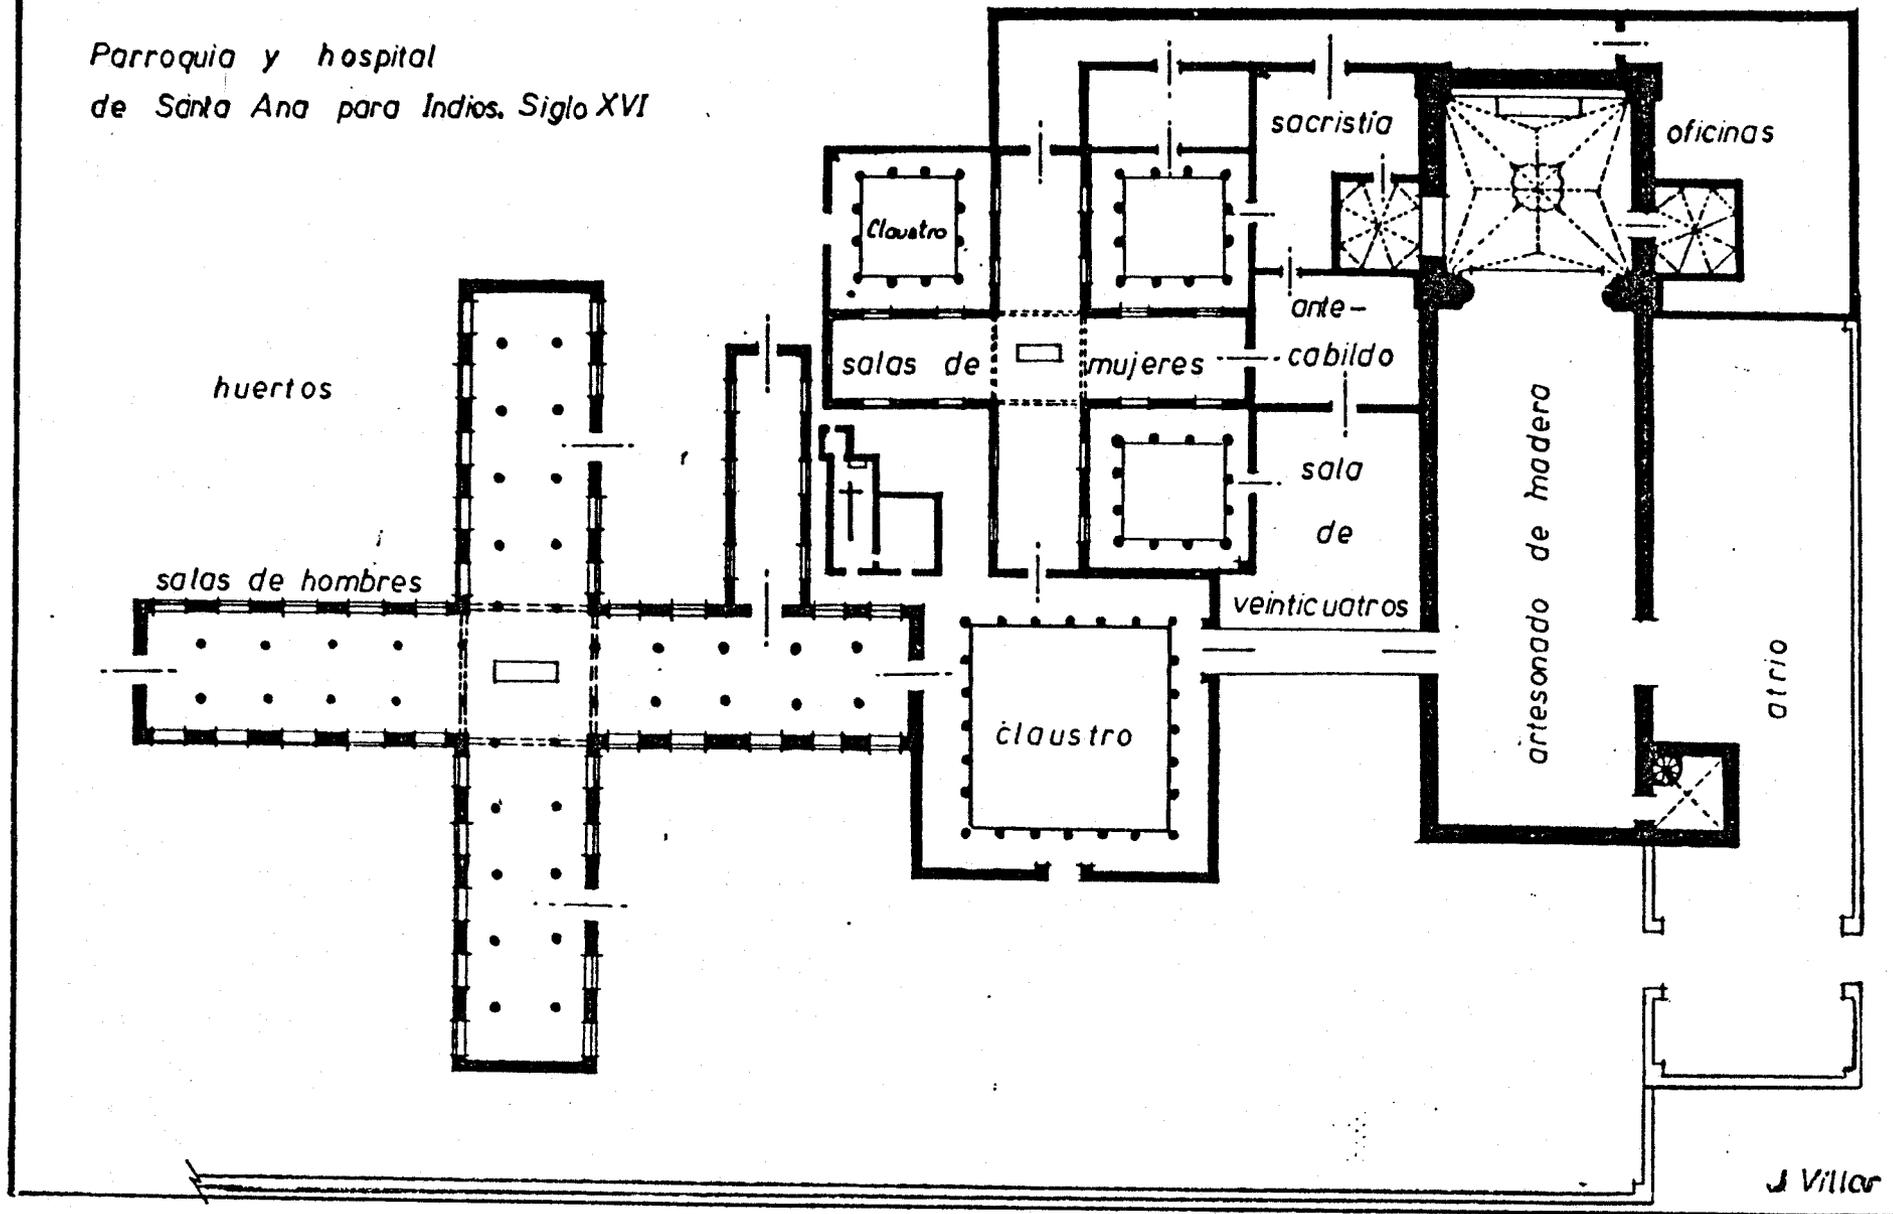 Parroquia y hospital
de Santa Ana para Indios. Siglo XVI
sacristía
oficinas
Claustro
ante-
cabildo
salas de mujeres
huertos
sala
de
veinticuatros
salas de hombres
artesonado de madera
atrio
claustro
J. Villar